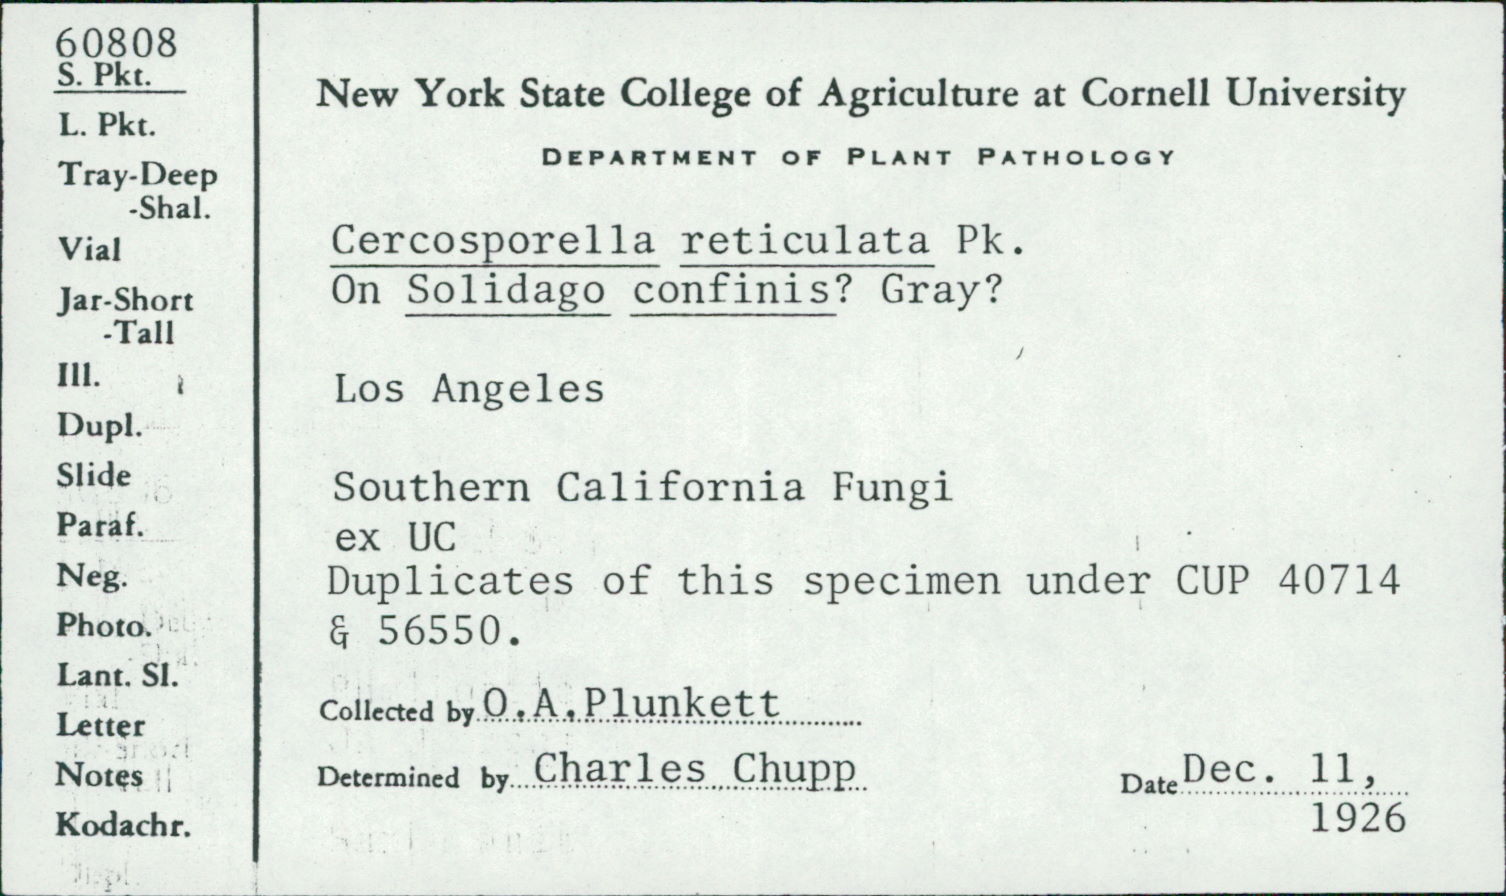 60808
S. Pkt.
L. Pkt.
Tray-Deep
-Shal.
Vial
Jar-Short
-Tall
Ill.
Dupl.
Slide
Paraf.
Neg.
Photo.
Lant. Sl.
Letter
Notes
Kodachr.
New York State College of Agriculture at Cornell University
DEPARTMENT OF PLANT PATHOLOGY
Cercosporella reticulata Pk.
On Solidago confinis? Gray?
Los Angeles
Southern California Fungi
ex UC
Duplicates of this specimen under CUP 40714
& 56550.
Collected by O.A.Plunkett
Determined by Charles Chupp
Date Dec. 11,
1926